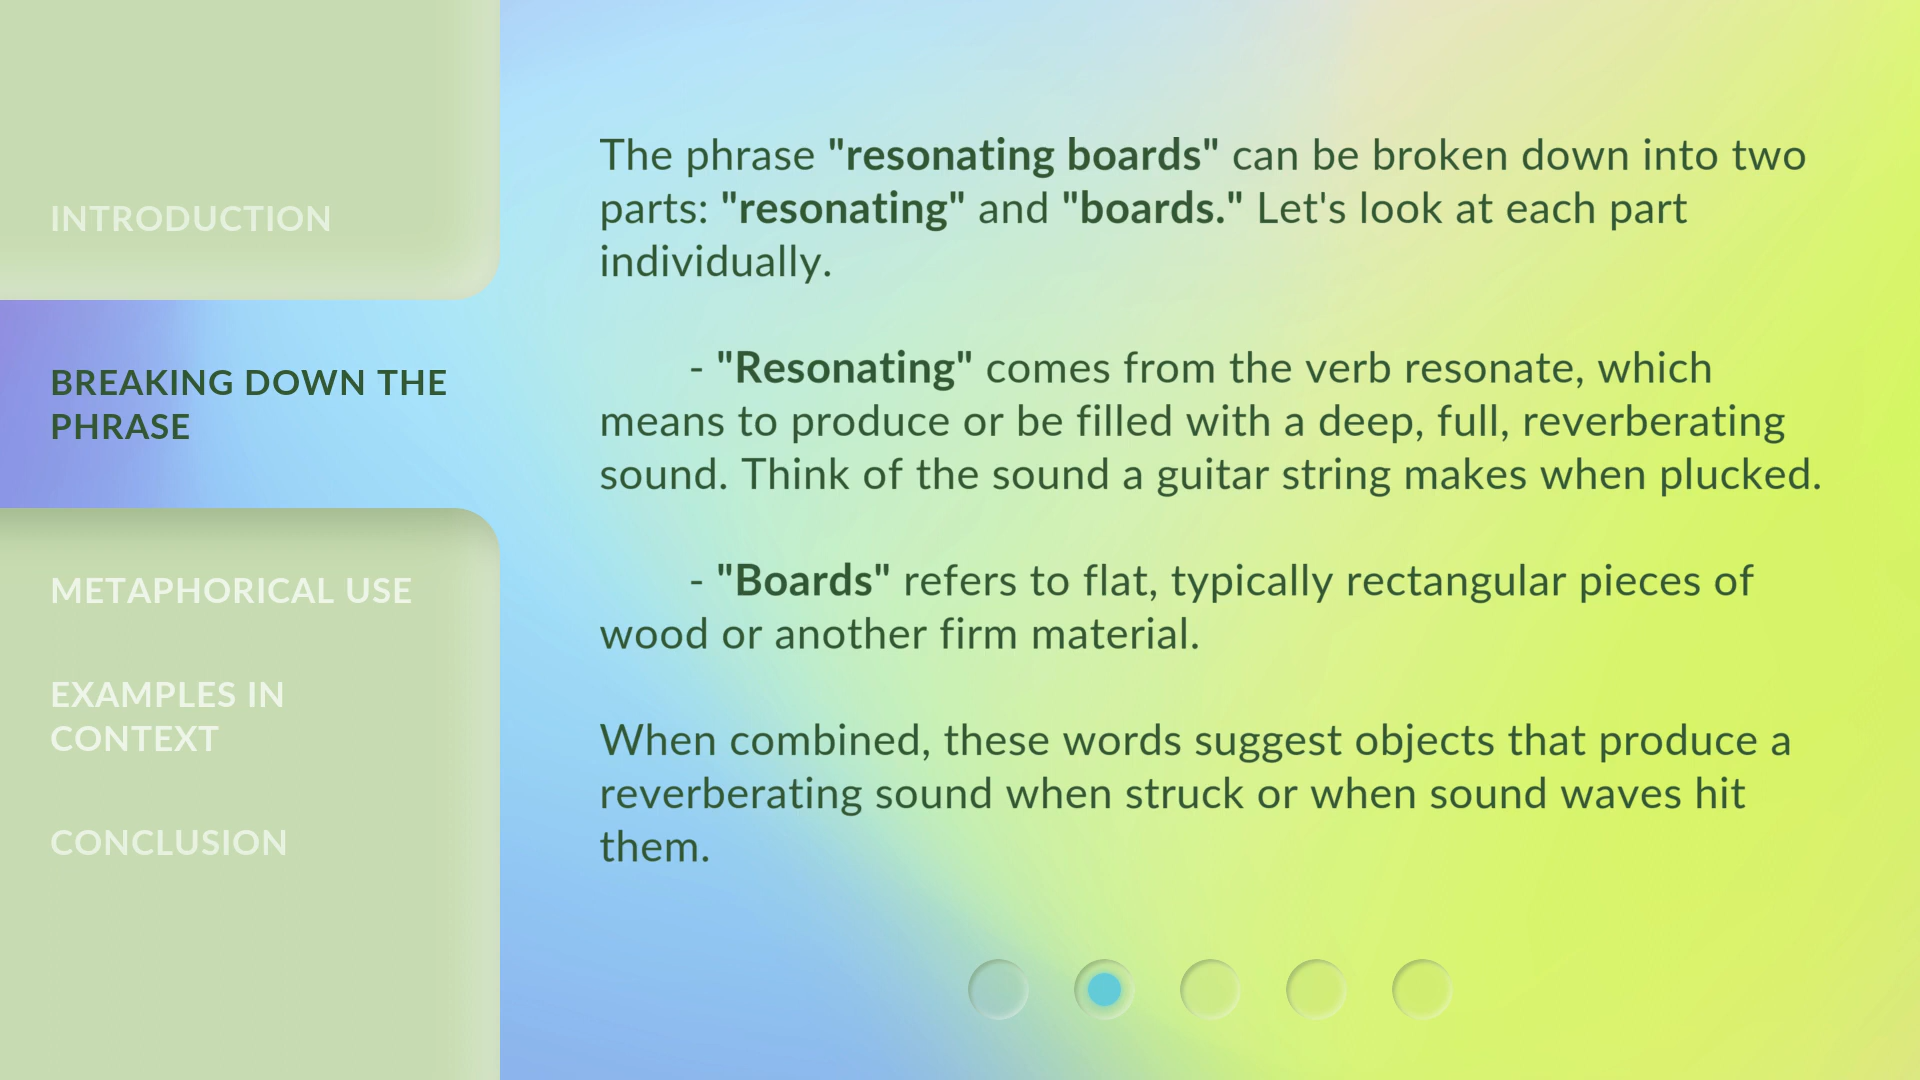 INTRODUCTION
BREAKING DOWN THE
PHRASE
METAPHORICAL USE
EXAMPLES IN
CONTEXT
CONCLUSION
The phrase "resonating boards" can be broken down into two
parts: "resonating" and "boards." Let's look at each part
individually.
- "Resonating" comes from the verb resonate, which
means to produce or be filled with a deep, full, reverberating
sound. Think of the sound a guitar string makes when plucked.
- "Boards" refers to flat, typically rectangular pieces of
wood or another firm material.
When combined, these words suggest objects that produce a
reverberating sound when struck or when sound waves hit
them.